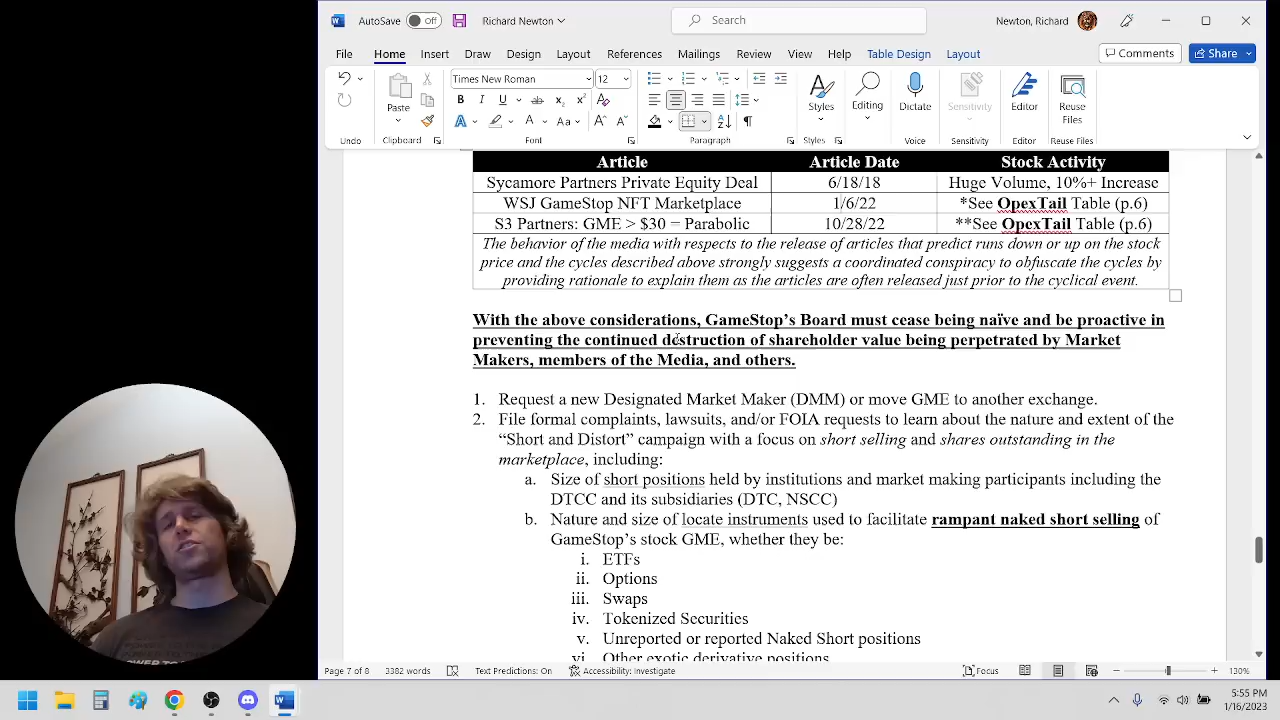 AutoSave Off Richard Newton Search Newton, Richard
File Home Insert Draw Design Layout References Mailings Review View Help Table Design Layout Comments Share
Times New Roman 12
Paste Styles Editing Dictate Sensitivity Editor Reuse Files
B I U ab x₂ x² A
A A Aa A A
Undo Clipboard Font Paragraph Styles Voice Sensitivity Editor Reuse Files
Article Article Date Stock Activity
Sycamore Partners Private Equity Deal 6/18/18 Huge Volume, 10%+ Increase
WSJ GameStop NFT Marketplace 1/6/22 *See OpexTail Table (p.6)
S3 Partners: GME > $30 = Parabolic 10/28/22 **See OpexTail Table (p.6)
The behavior of the media with respects to the release of articles that predict runs down or up on the stock
price and the cycles described above strongly suggests a coordinated conspiracy to obfuscate the cycles by
providing rationale to explain them as the articles are often released just prior to the cyclical event.
With the above considerations, GameStop’s Board must cease being naïve and be proactive in
preventing the continued destruction of shareholder value being perpetrated by Market
Makers, members of the Media, and others.
1. Request a new Designated Market Maker (DMM) or move GME to another exchange.
2. File formal complaints, lawsuits, and/or FOIA requests to learn about the nature and extent of the
“Short and Distort” campaign with a focus on short selling and shares outstanding in the
marketplace, including:
a. Size of short positions held by institutions and market making participants including the
DTCC and its subsidiaries (DTC, NSCC)
b. Nature and size of locate instruments used to facilitate rampant naked short selling of
GameStop’s stock GME, whether they be:
i. ETFs
ii. Options
iii. Swaps
iv. Tokenized Securities
v. Unreported or reported Naked Short positions
vi. Other exotic derivative positions
Page 7 of 8 3382 words Text Predictions: On Accessibility: Investigate Focus 130%
5:55 PM
1/16/2023